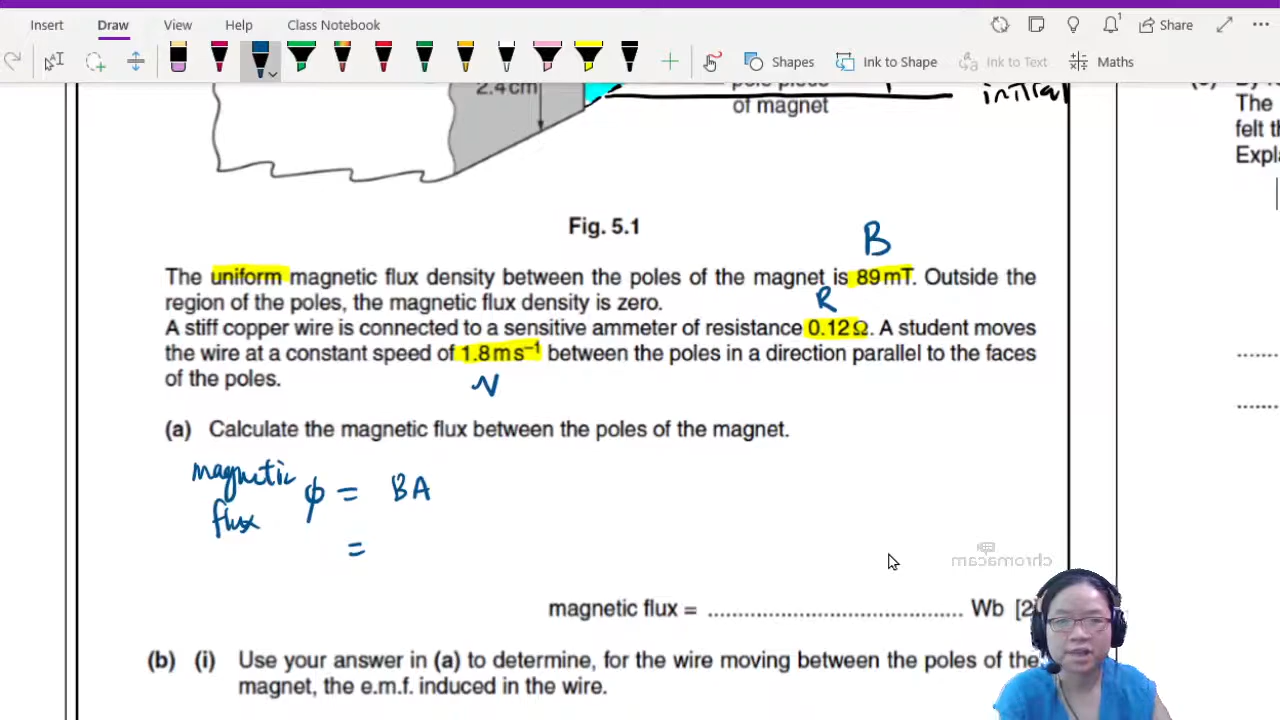 Insert Draw View Help Class Notebook Share
Shapes Ink to Shape Ink to Text Maths
2.4 cm
pole piece
of magnet
initial
The
felt th
Expla
Fig. 5.1
B
The uniform magnetic flux density between the poles of the magnet is 89 mT. Outside the
region of the poles, the magnetic flux density is zero.
R
A stiff copper wire is connected to a sensitive ammeter of resistance 0.12 Ω. A student moves
the wire at a constant speed of 1.8 m s⁻¹ between the poles in a direction parallel to the faces
of the poles.
v
(a) Calculate the magnetic flux between the poles of the magnet.
magnetic
flux
ϕ = BA
=
chromacam
magnetic flux = .......................................... Wb [2]
(b) (i) Use your answer in (a) to determine, for the wire moving between the poles of the
magnet, the e.m.f. induced in the wire.